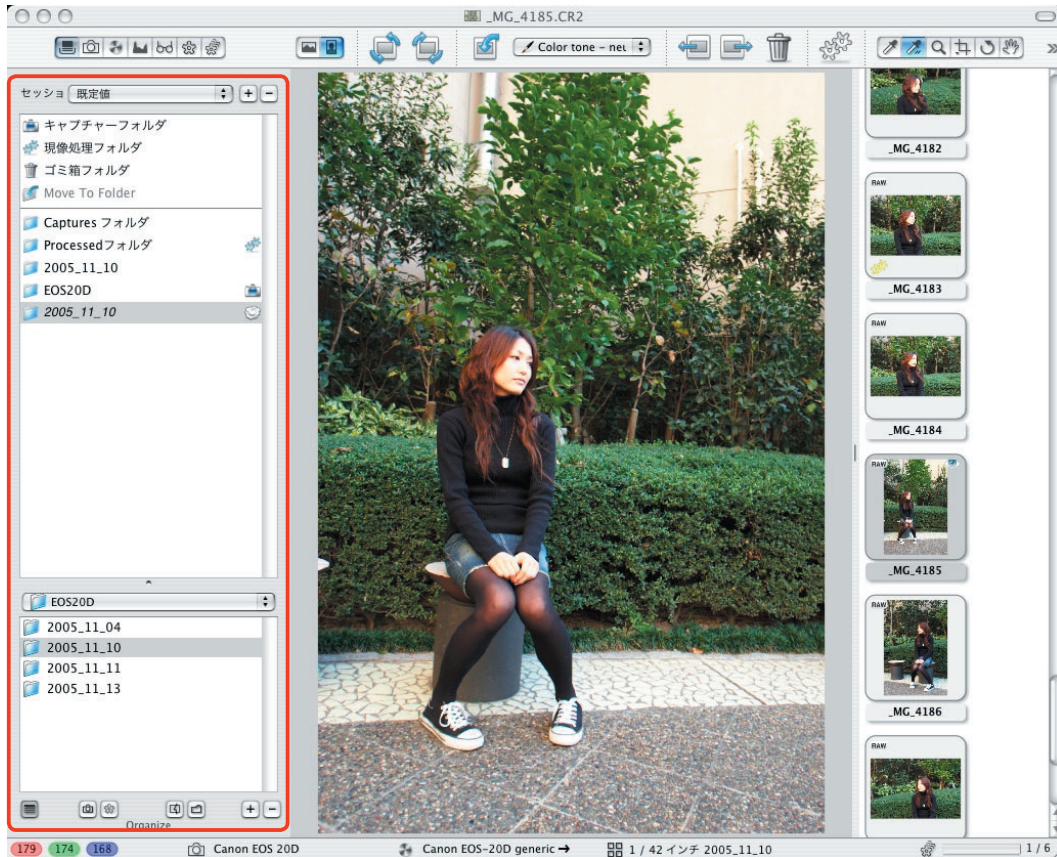 _MG_4185.CR2
Color tone – neu
セッショ
既定値
キャプチャーフォルダ
現像処理フォルダ
ゴミ箱フォルダ
Move To Folder
Captures フォルダ
Processedフォルダ
2005_11_10
EOS20D
2005_11_10
EOS20D
2005_11_04
2005_11_10
2005_11_11
2005_11_13
Organize
_MG_4182
RAW
_MG_4183
RAW
_MG_4184
RAW
_MG_4185
RAW
_MG_4186
RAW
179 174 168
Canon EOS 20D
Canon EOS-20D generic
1 / 42 インチ 2005_11_10
1 / 6